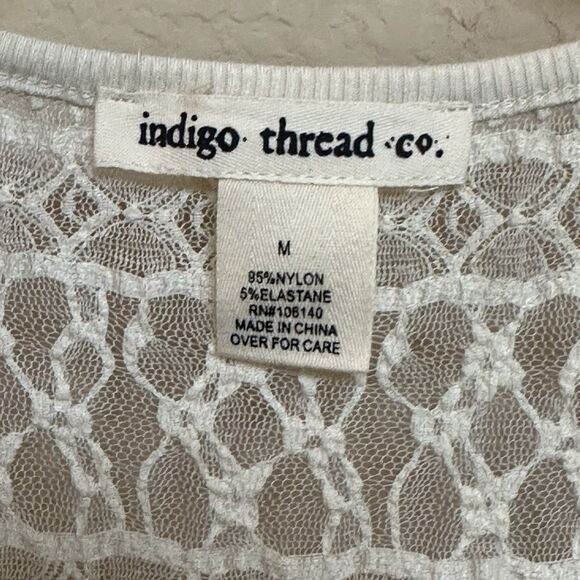 indigo· thread ·co.
M
95%NYLON
5%ELASTANE
RN#106140
MADE IN CHINA
OVER FOR CARE